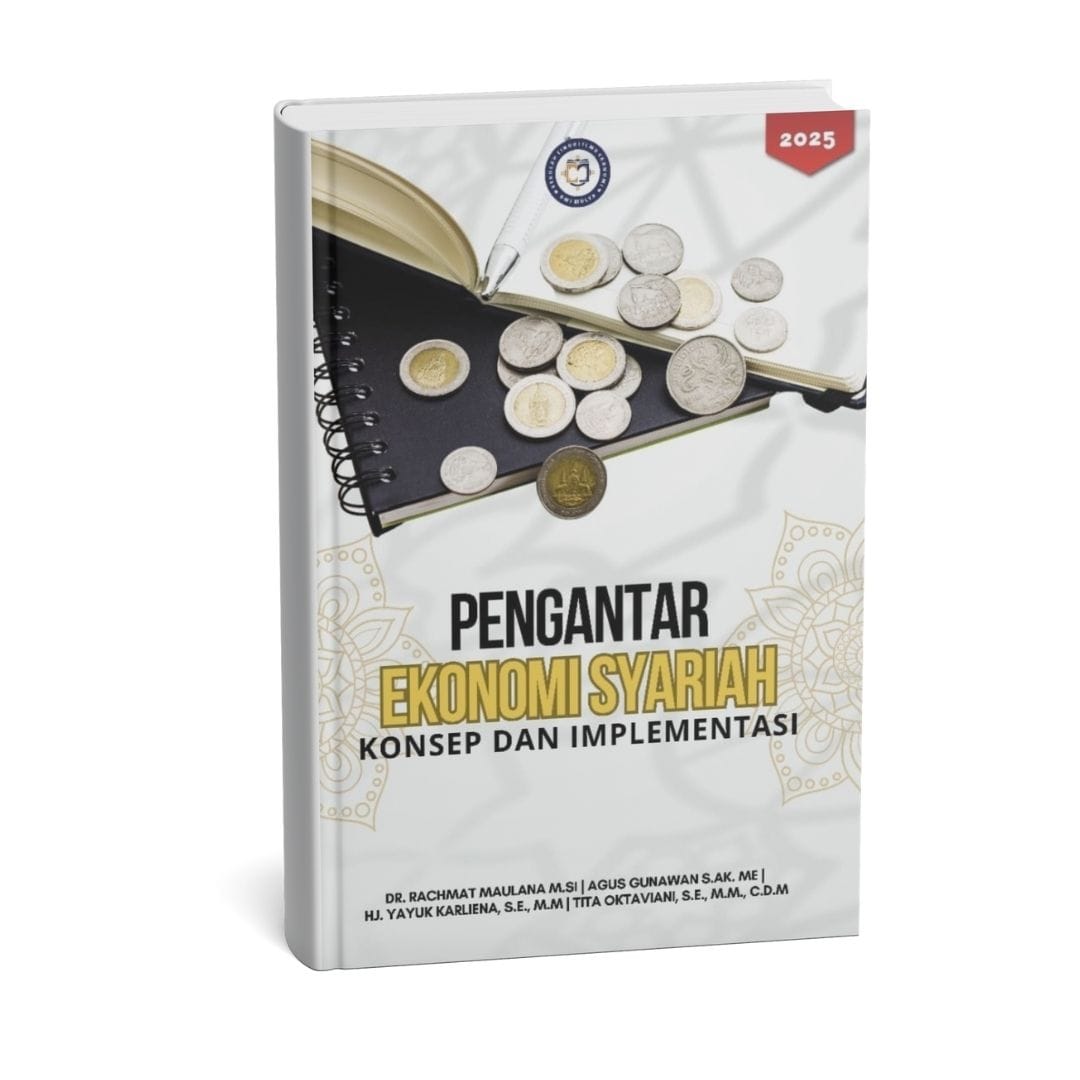 2025
PENGANTAR
EKONOMI SYARIAH
KONSEP DAN IMPLEMENTASI
DR. RACHMAT MAULANA M.SI | AGUS GUNAWAN S.AK. ME |
HJ. YAYUK KARLIENA, S.E., M.M | TITA OKTAVIANI, S.E., M.M., C.D.M